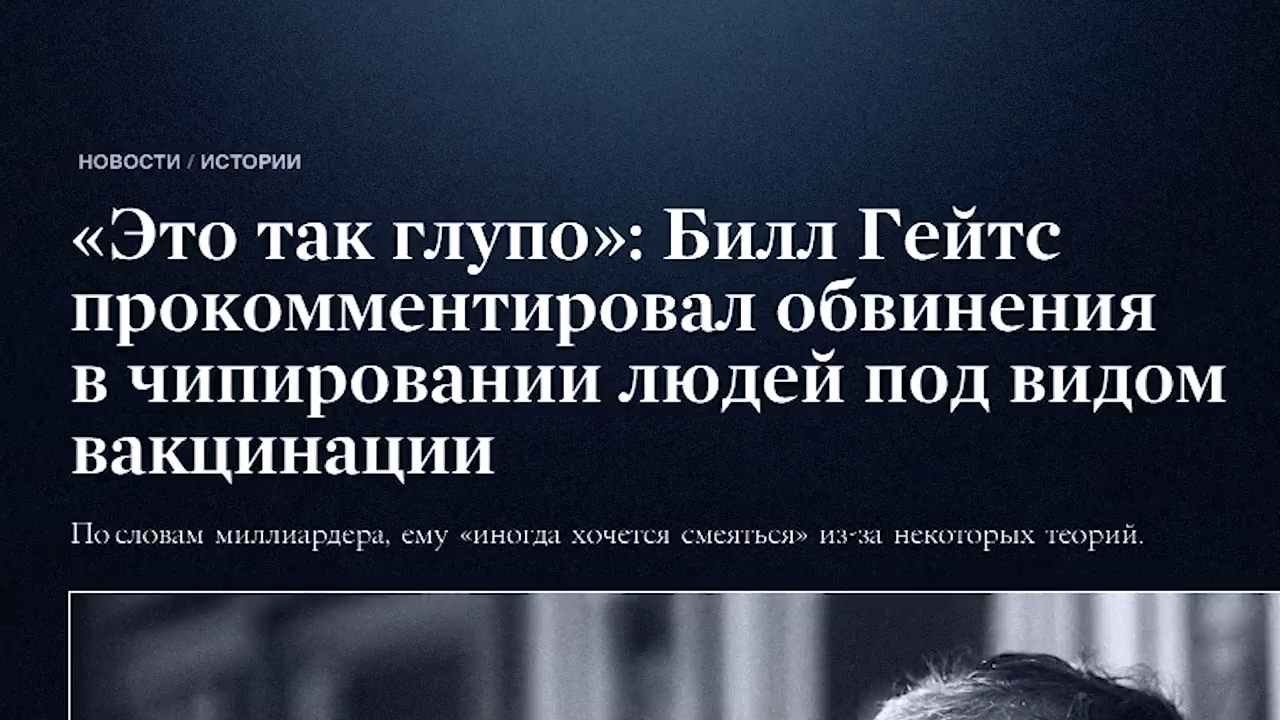 НОВОСТИ / ИСТОРИИ
«Это так глупо»: Билл Гейтс
прокомментировал обвинения
в чипировании людей под видом
вакцинации
По словам миллиардера, ему «иногда хочется смеяться» из-за некоторых теорий.